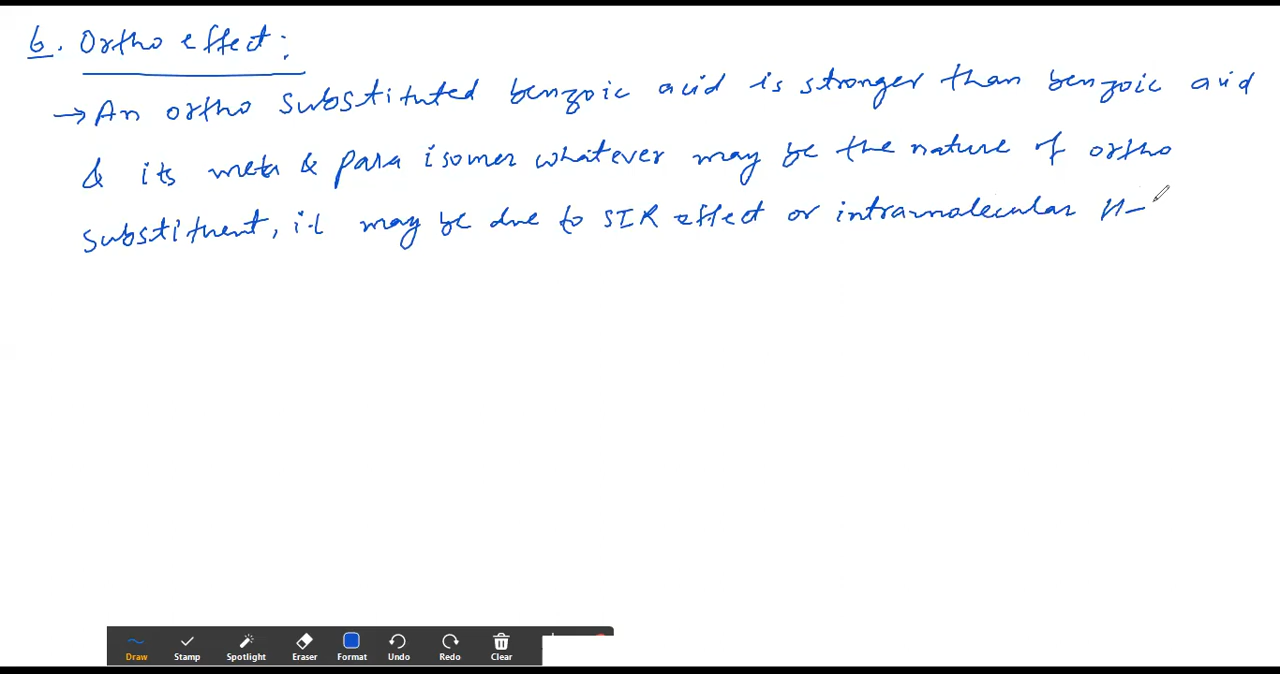 6. Ortho effect:
→ An ortho substituted benzoic acid is stronger than benzoic acid
& its meta & para isomer whatever may be the nature of ortho
substituent, i.e may be due to SIR effect or intramolecular H-
Draw Stamp Spotlight Eraser Format Undo Redo Clear